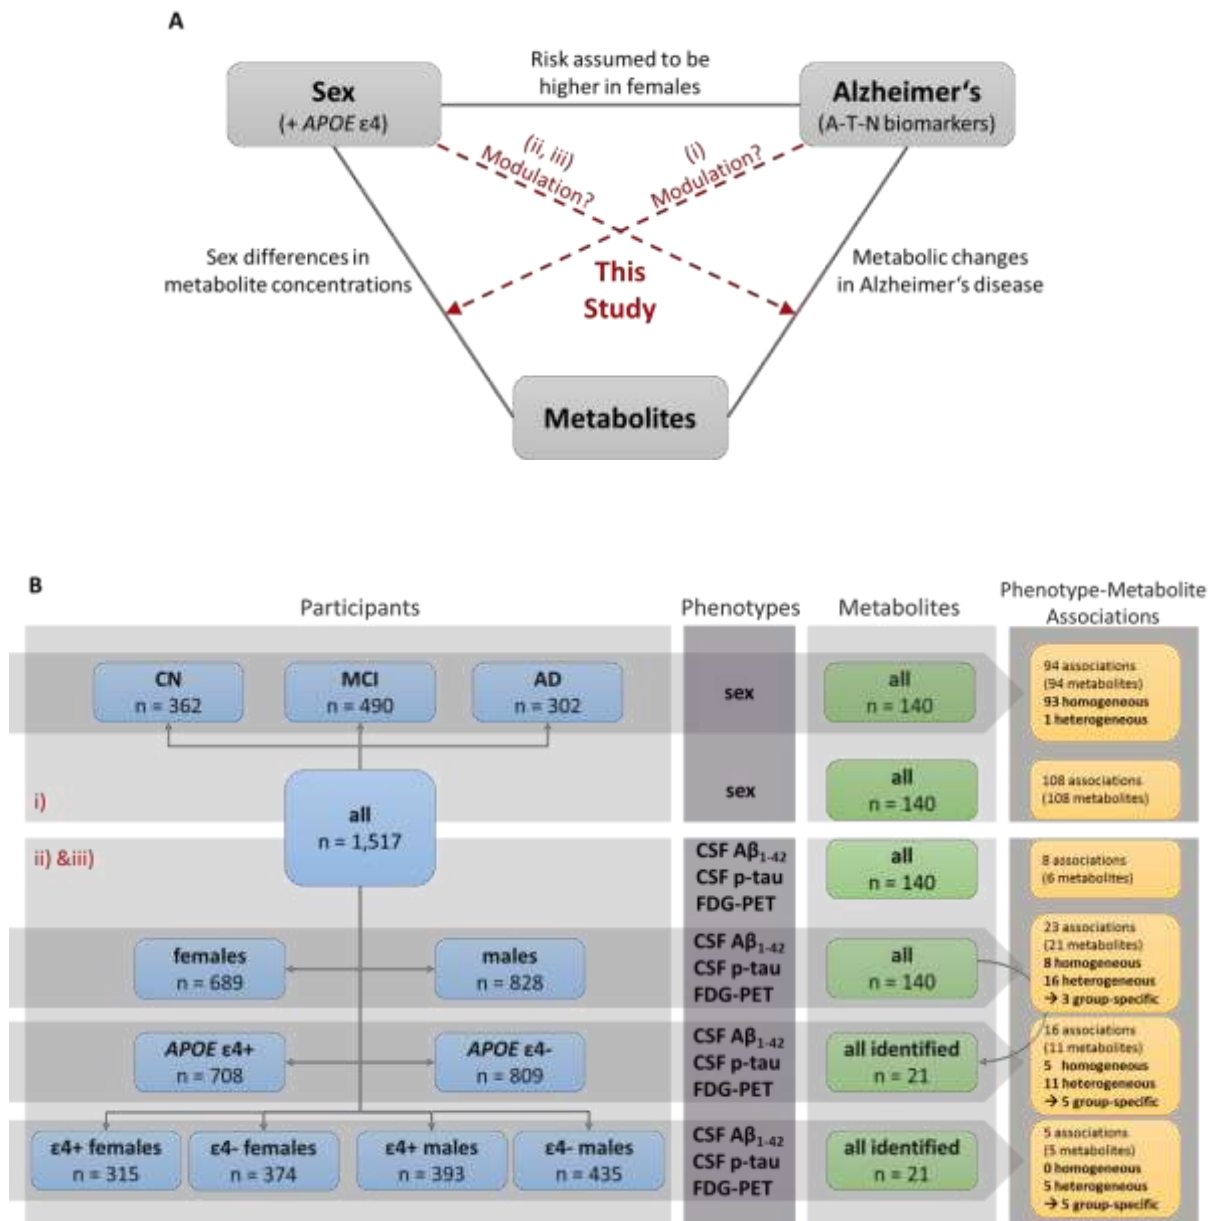 A
Risk assumed to be
higher in females
Sex
(+ APOE ε4)
Alzheimer‘s
(A-T-N biomarkers)
(ii, iii)
Modulation?
(i)
Modulation?
Sex differences in
metabolite concentrations
This
Study
Metabolic changes
in Alzheimer‘s disease
Metabolites
B
Participants
Phenotypes
Metabolites
Phenotype-Metabolite
Associations
CN
n = 362
MCI
n = 490
AD
n = 302
sex
all
n = 140
94 associations
(94 metabolites)
93 homogeneous
1 heterogeneous
i)
all
n = 1,517
sex
all
n = 140
108 associations
(108 metabolites)
ii) &iii)
CSF Aβ₁₋₄₂
CSF p-tau
FDG-PET
all
n = 140
8 associations
(6 metabolites)
females
n = 689
males
n = 828
CSF Aβ₁₋₄₂
CSF p-tau
FDG-PET
all
n = 140
23 associations
(21 metabolites)
8 homogeneous
16 heterogeneous
→ 3 group-specific
APOE ε4+
n = 708
APOE ε4-
n = 809
CSF Aβ₁₋₄₂
CSF p-tau
FDG-PET
all identified
n = 21
16 associations
(11 metabolites)
5 homogeneous
11 heterogeneous
→ 5 group-specific
ε4+ females
n = 315
ε4- females
n = 374
ε4+ males
n = 393
ε4- males
n = 435
CSF Aβ₁₋₄₂
CSF p-tau
FDG-PET
all identified
n = 21
5 associations
(5 metabolites)
0 homogeneous
5 heterogeneous
→ 5 group-specific